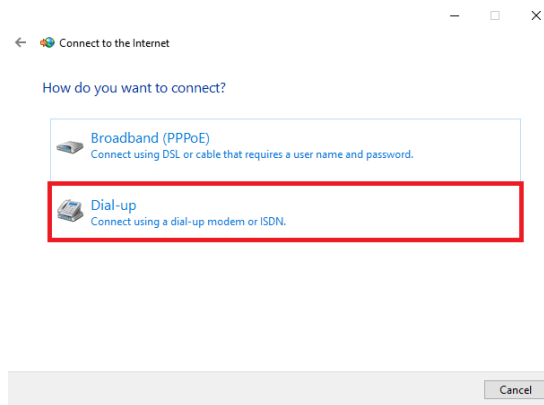 Connect to the Internet
How do you want to connect?
Broadband (PPPoE)
Connect using DSL or cable that requires a user name and password.
Dial-up
Connect using a dial-up modem or ISDN.
Cancel